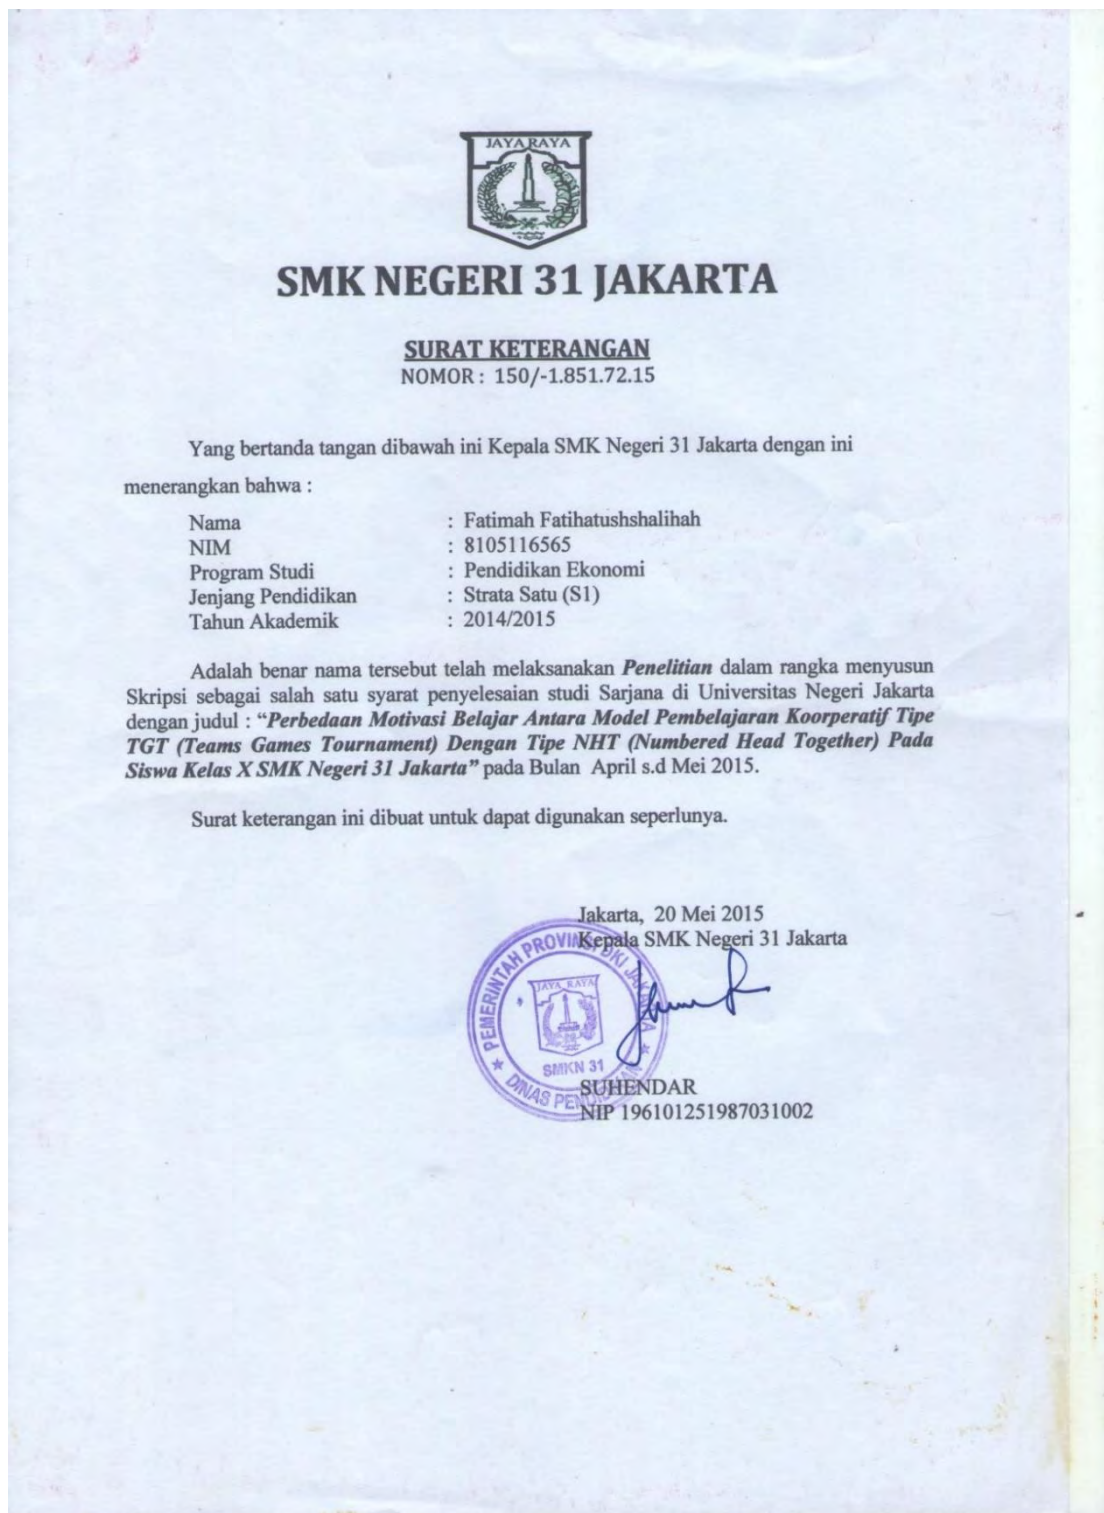 JAYA RAYA
SMK NEGERI 31 JAKARTA
SURAT KETERANGAN
NOMOR : 150/-1.851.72.15
Yang bertanda tangan dibawah ini Kepala SMK Negeri 31 Jakarta dengan ini
menerangkan bahwa :
Nama : Fatimah Fatihatushshalihah
NIM : 8105116565
Program Studi : Pendidikan Ekonomi
Jenjang Pendidikan : Strata Satu (S1)
Tahun Akademik : 2014/2015
Adalah benar nama tersebut telah melaksanakan Penelitian dalam rangka menyusun
Skripsi sebagai salah satu syarat penyelesaian studi Sarjana di Universitas Negeri Jakarta
dengan judul : “Perbedaan Motivasi Belajar Antara Model Pembelajaran Koorperatif Tipe
TGT (Teams Games Tournament) Dengan Tipe NHT (Numbered Head Together) Pada
Siswa Kelas X SMK Negeri 31 Jakarta” pada Bulan April s.d Mei 2015.
Surat keterangan ini dibuat untuk dapat digunakan seperlunya.
Jakarta, 20 Mei 2015
Kepala SMK Negeri 31 Jakarta
PEMERINTAH PROVINSI DKI JAKARTA
JAYA RAYA
SMKN 31
DINAS PENDIDIKAN
SUHENDAR
NIP 196101251987031002